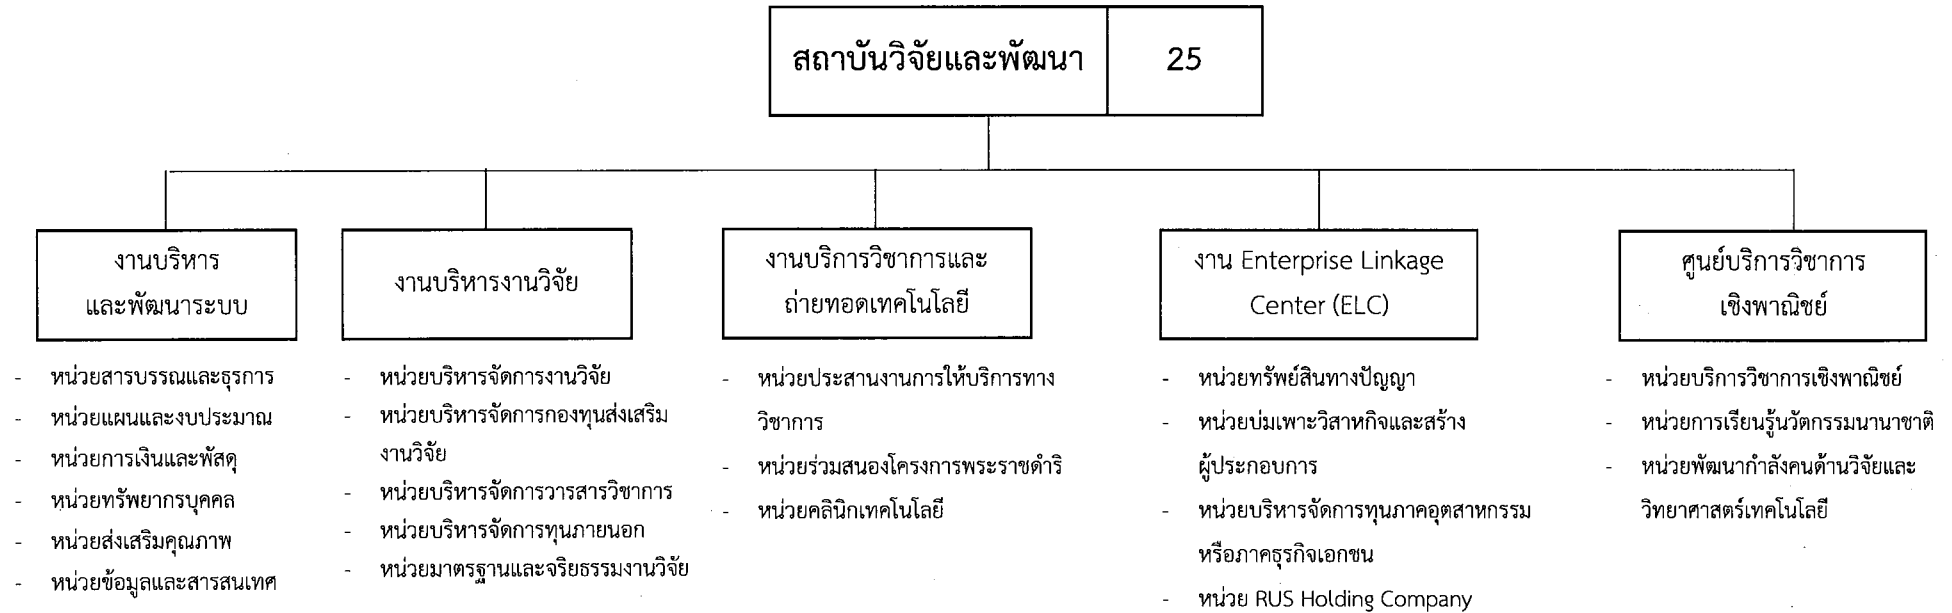 สถาบันวิจัยและพัฒนา 25
งานบริหาร
และพัฒนาระบบ
- หน่วยสารบรรณและธุรการ
- หน่วยแผนและงบประมาณ
- หน่วยการเงินและพัสดุ
- หน่วยทรัพยากรบุคคล
- หน่วยส่งเสริมคุณภาพ
- หน่วยข้อมูลและสารสนเทศ
งานบริหารงานวิจัย
- หน่วยบริหารจัดการงานวิจัย
- หน่วยบริหารจัดการกองทุนส่งเสริม
งานวิจัย
- หน่วยบริหารจัดการวารสารวิชาการ
- หน่วยบริหารจัดการทุนภายนอก
- หน่วยมาตรฐานและจริยธรรมงานวิจัย
งานบริการวิชาการและ
ถ่ายทอดเทคโนโลยี
- หน่วยประสานงานการให้บริการทาง
วิชาการ
- หน่วยร่วมสนองโครงการพระราชดำริ
- หน่วยคลินิกเทคโนโลยี
งาน Enterprise Linkage
Center (ELC)
- หน่วยทรัพย์สินทางปัญญา
- หน่วยบ่มเพาะวิสาหกิจและสร้าง
ผู้ประกอบการ
- หน่วยบริหารจัดการทุนภาคอุตสาหกรรม
หรือภาคธุรกิจเอกชน
- หน่วย RUS Holding Company
ศูนย์บริการวิชาการ
เชิงพาณิชย์
- หน่วยบริการวิชาการเชิงพาณิชย์
- หน่วยการเรียนรู้นวัตกรรมนานาชาติ
- หน่วยพัฒนากำลังคนด้านวิจัยและ
วิทยาศาสตร์เทคโนโลยี